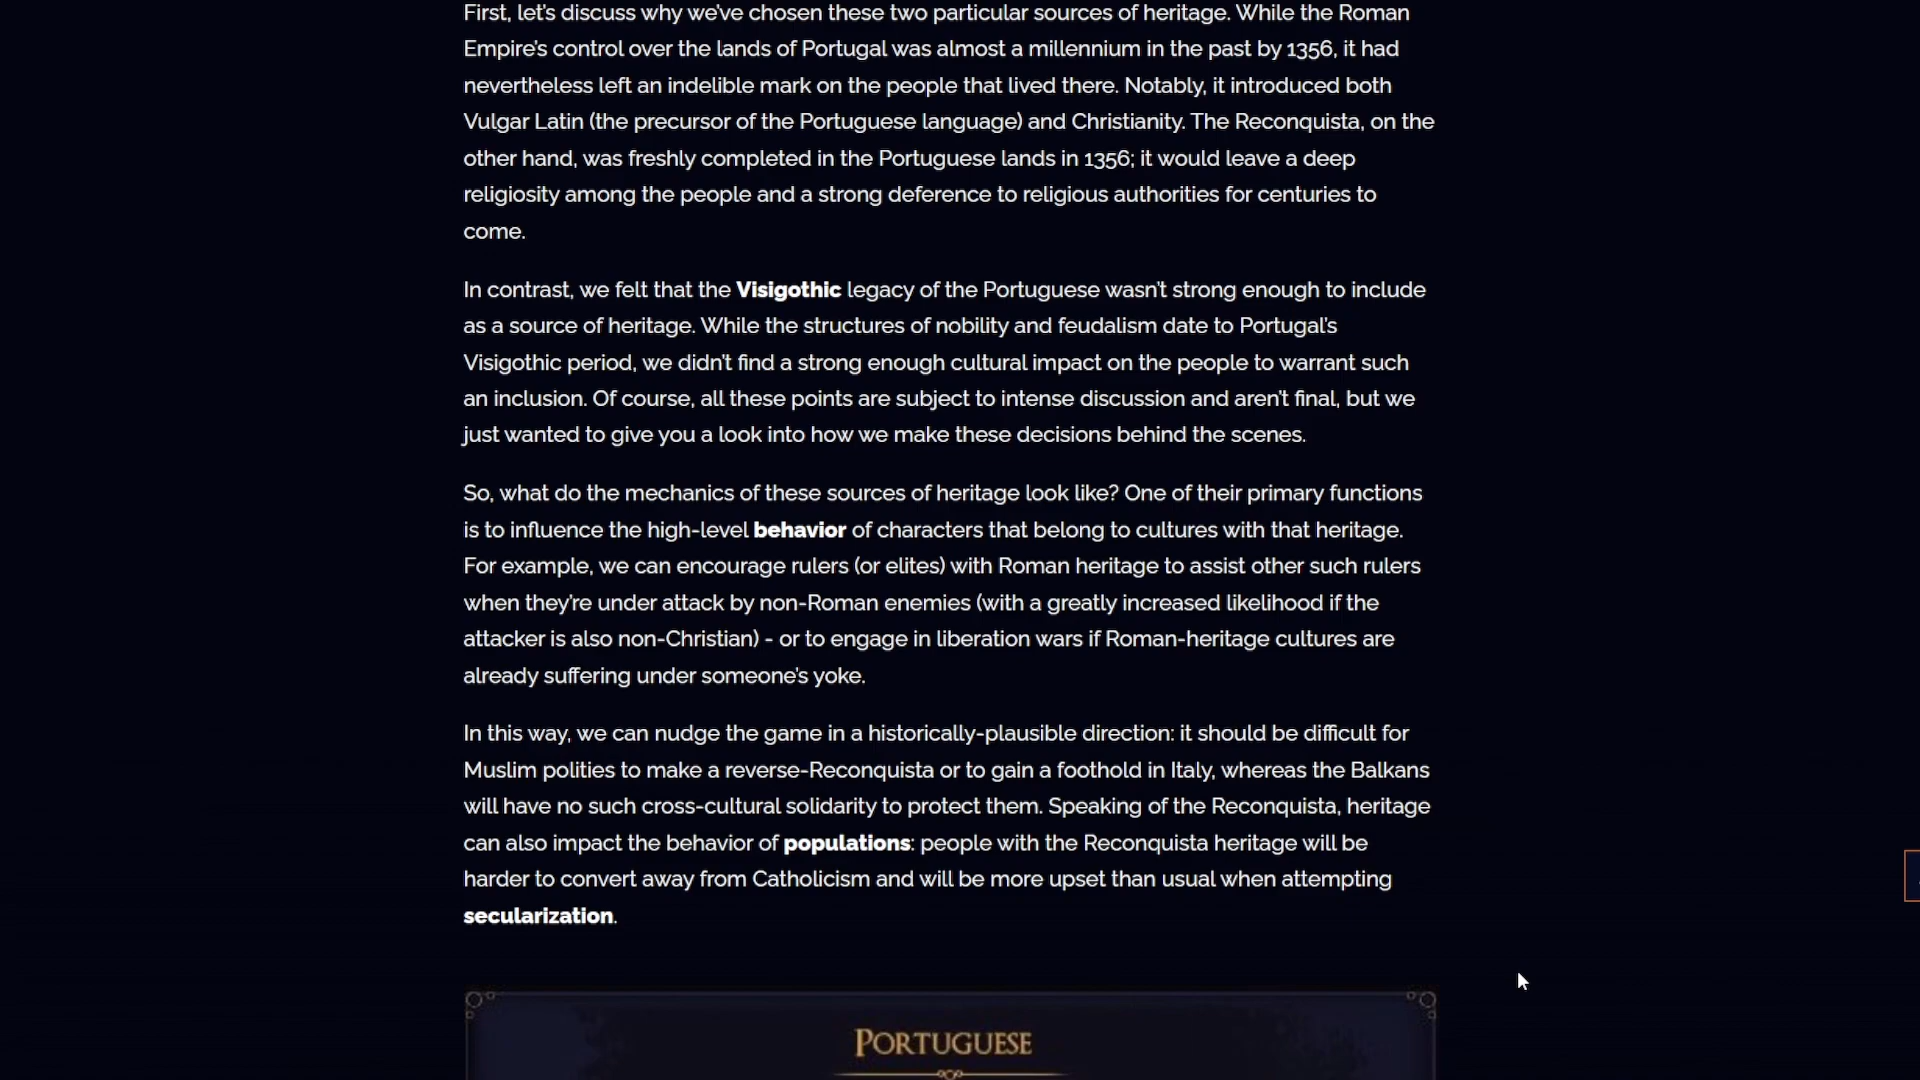 First, let's discuss why we've chosen these two particular sources of heritage. While the Roman
Empire's control over the lands of Portugal was almost a millennium in the past by 1356, it had
nevertheless left an indelible mark on the people that lived there. Notably, it introduced both
Vulgar Latin (the precursor of the Portuguese language) and Christianity. The Reconquista, on the
other hand, was freshly completed in the Portuguese lands in 1356; it would leave a deep
religiosity among the people and a strong deference to religious authorities for centuries to
come.
In contrast, we felt that the Visigothic legacy of the Portuguese wasn't strong enough to include
as a source of heritage. While the structures of nobility and feudalism date to Portugal's
Visigothic period, we didn't find a strong enough cultural impact on the people to warrant such
an inclusion. Of course, all these points are subject to intense discussion and aren't final, but we
just wanted to give you a look into how we make these decisions behind the scenes.
So, what do the mechanics of these sources of heritage look like? One of their primary functions
is to influence the high-level behavior of characters that belong to cultures with that heritage.
For example, we can encourage rulers (or elites) with Roman heritage to assist other such rulers
when they're under attack by non-Roman enemies (with a greatly increased likelihood if the
attacker is also non-Christian) - or to engage in liberation wars if Roman-heritage cultures are
already suffering under someone's yoke.
In this way, we can nudge the game in a historically-plausible direction: it should be difficult for
Muslim polities to make a reverse-Reconquista or to gain a foothold in Italy, whereas the Balkans
will have no such cross-cultural solidarity to protect them. Speaking of the Reconquista, heritage
can also impact the behavior of populations: people with the Reconquista heritage will be
harder to convert away from Catholicism and will be more upset than usual when attempting
secularization.
PORTUGUESE